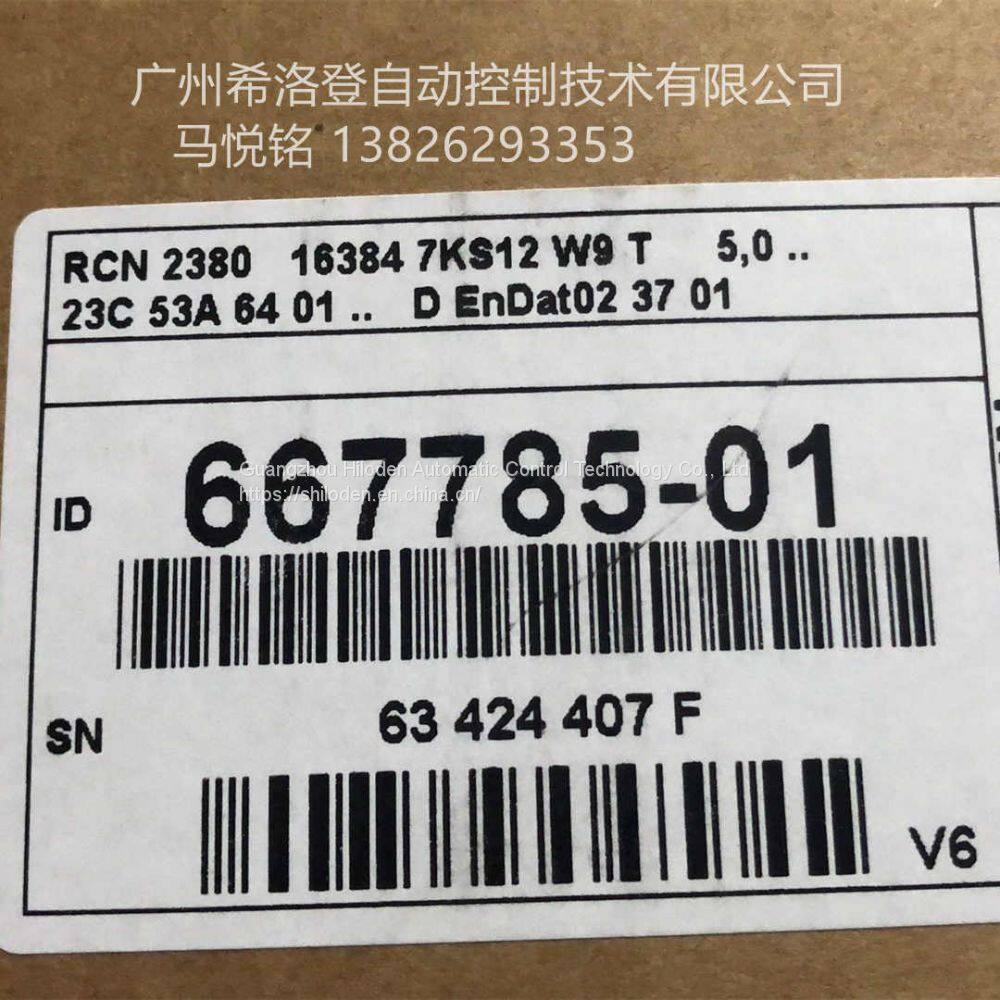 广州希洛登自动控制技术有限公司
马悦铭 13826293353
RCN 2380 16384 7KS12 W9 T 5,0 ..
23C 53A 64 01 .. D EnDat02 37 01
ID 667785-01
Guangzhou Hiloden Automatic Control Technology Co., Ltd
https://shiloden.en.china.cn/
SN 63 424 407 F
V6